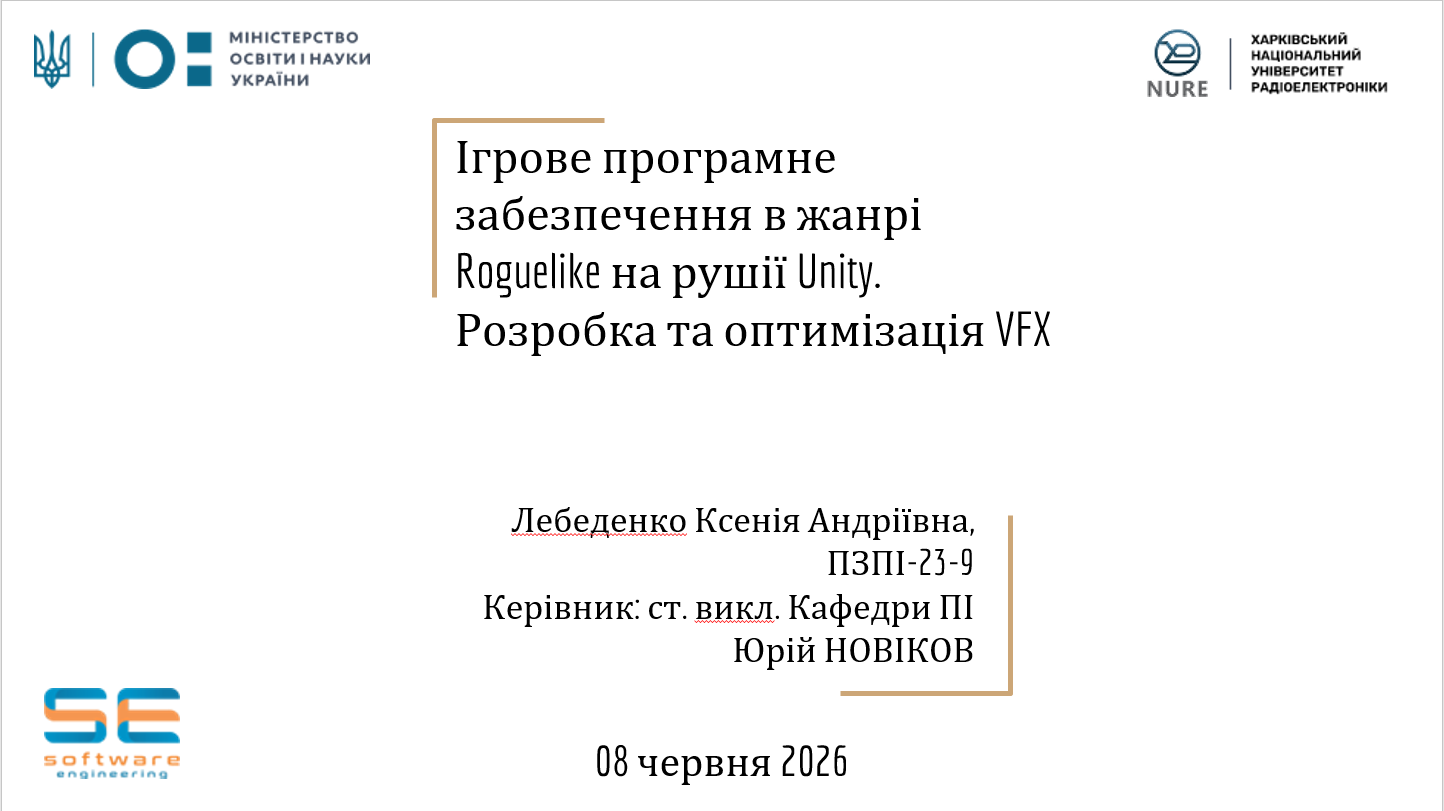 МІНІСТЕРСТВО
ОСВІТИ І НАУКИ
УКРАЇНИ
NURE
ХАРКІВСЬКИЙ
НАЦІОНАЛЬНИЙ
УНІВЕРСИТЕТ
РАДІОЕЛЕКТРОНІКИ
Ігрове програмне
забезпечення в жанрі
Roguelike на рушії Unity.
Розробка та оптимізація VFX
Лебеденко Ксенія Андріївна,
ПЗПІ-23-9
Керівник: ст. викл. Кафедри ПІ
Юрій НОВІКОВ
SE
software
engineering
08 червня 2026